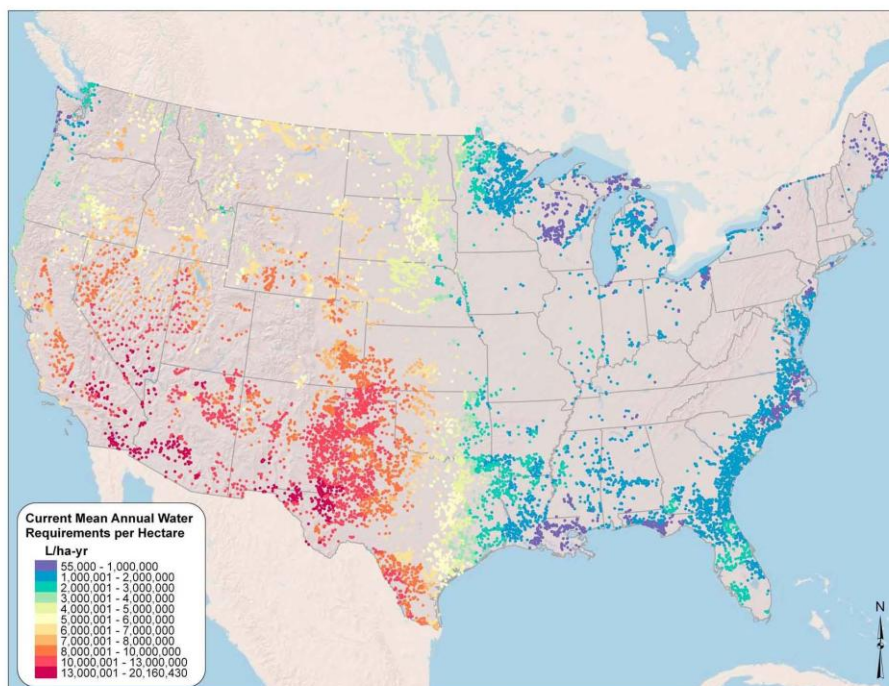 Current Mean Annual Water
Requirements per Hectare
L/ha-yr
55,000 - 1,000,000
1,000,001 - 2,000,000
2,000,001 - 3,000,000
3,000,001 - 4,000,000
4,000,001 - 5,000,000
5,000,001 - 6,000,000
6,000,001 - 7,000,000
7,000,001 - 8,000,000
8,000,001 - 10,000,000
10,000,001 - 13,000,000
13,000,001 - 20,160,430
N